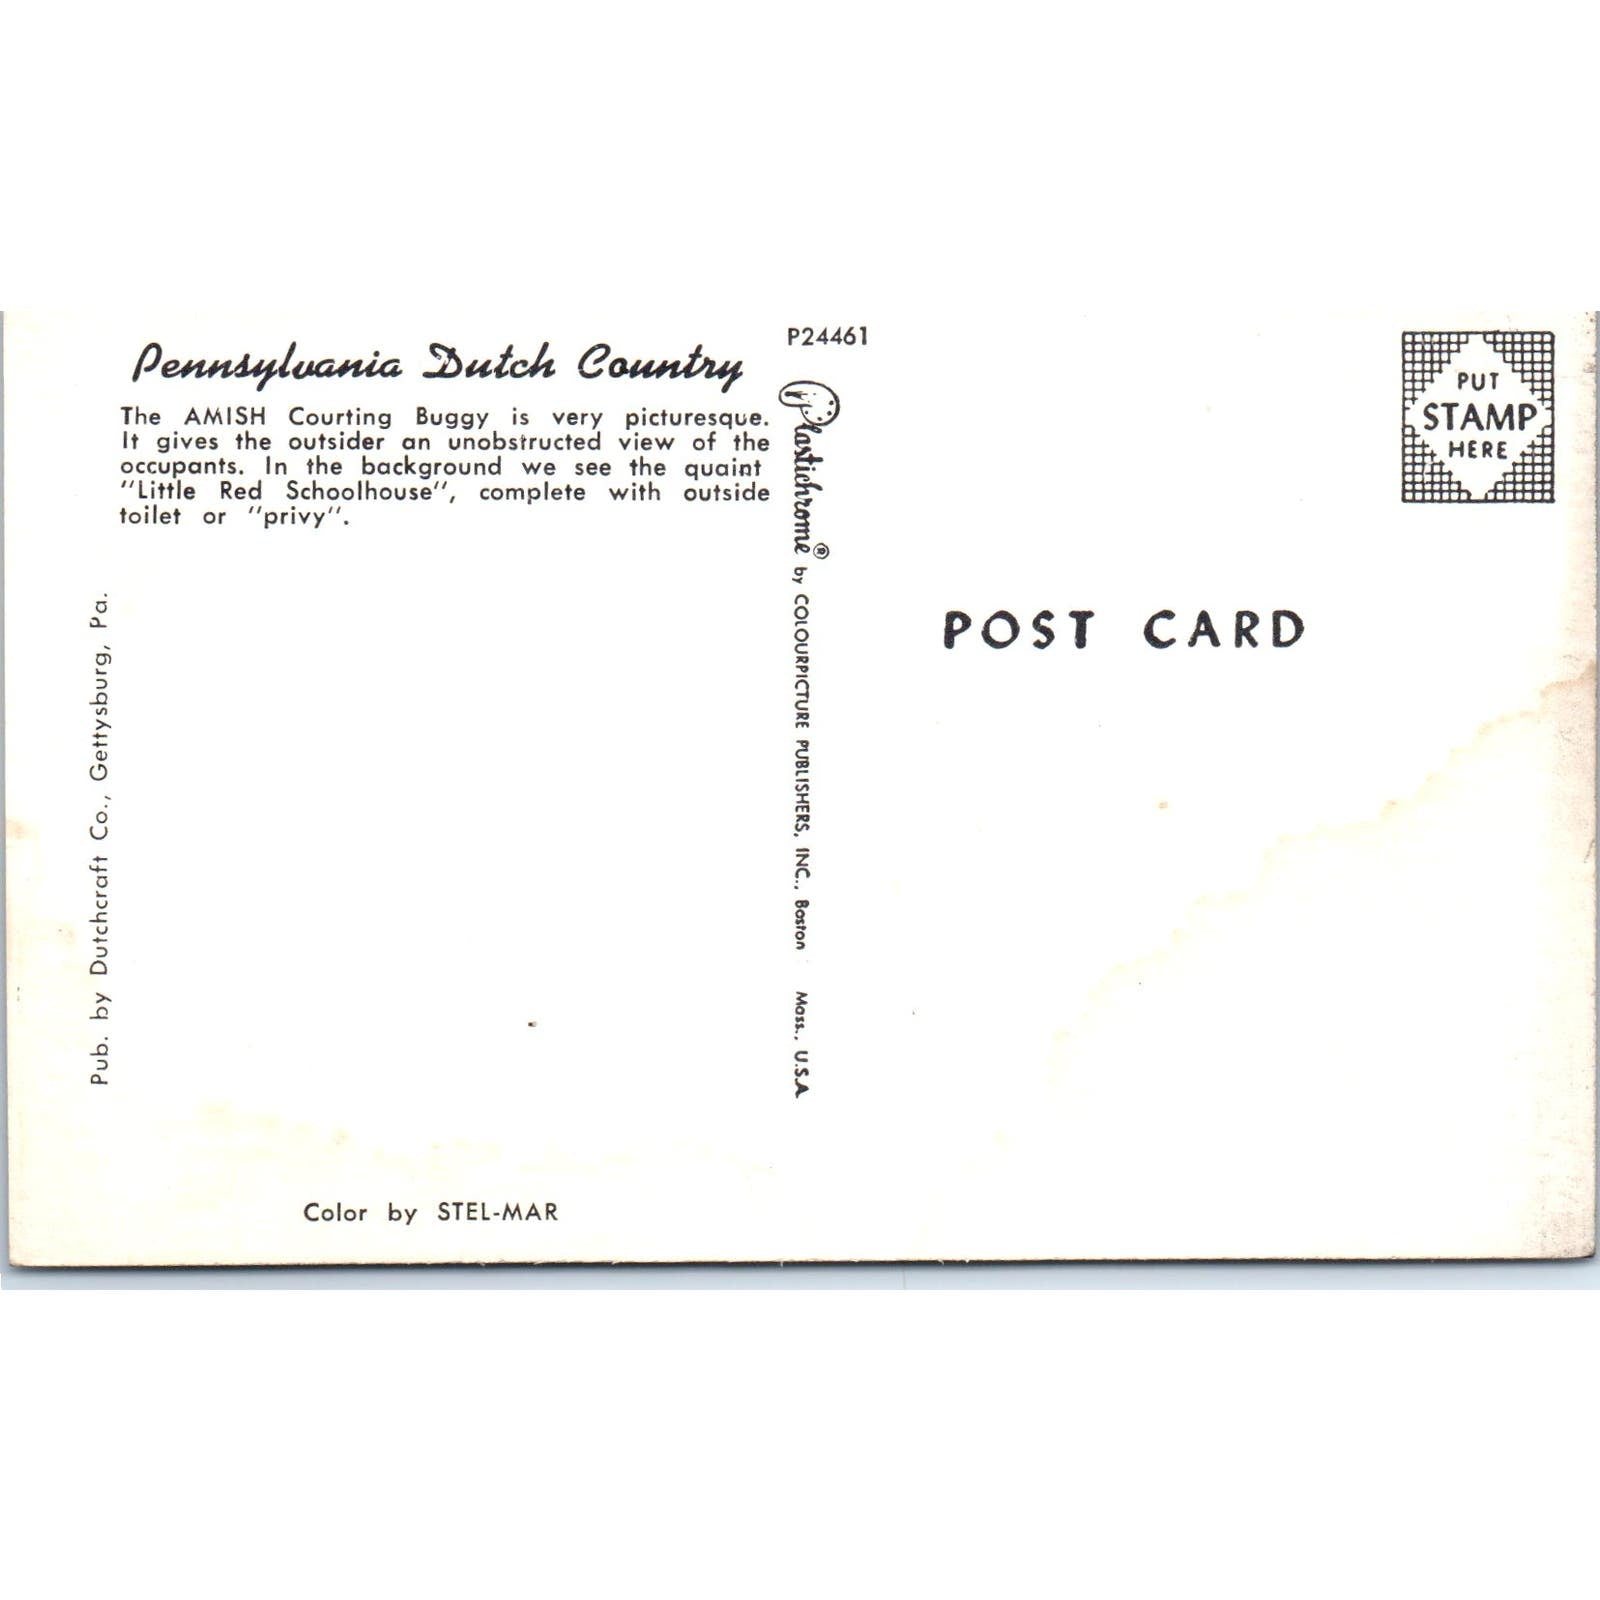 Pennsylvania Dutch Country
The AMISH Courting Buggy is very picturesque.
It gives the outsider an unobstructed view of the
occupants. In the background we see the quaint
"Little Red Schoolhouse", complete with outside
toilet or "privy".
Pub. by Dutchcraft Co., Gettysburg, Pa.
Color by STEL-MAR
P24461
Plastichrome® by COLOURPICTURE PUBLISHERS, INC., Boston Mass., U.S.A
PUT
STAMP
HERE
POST CARD